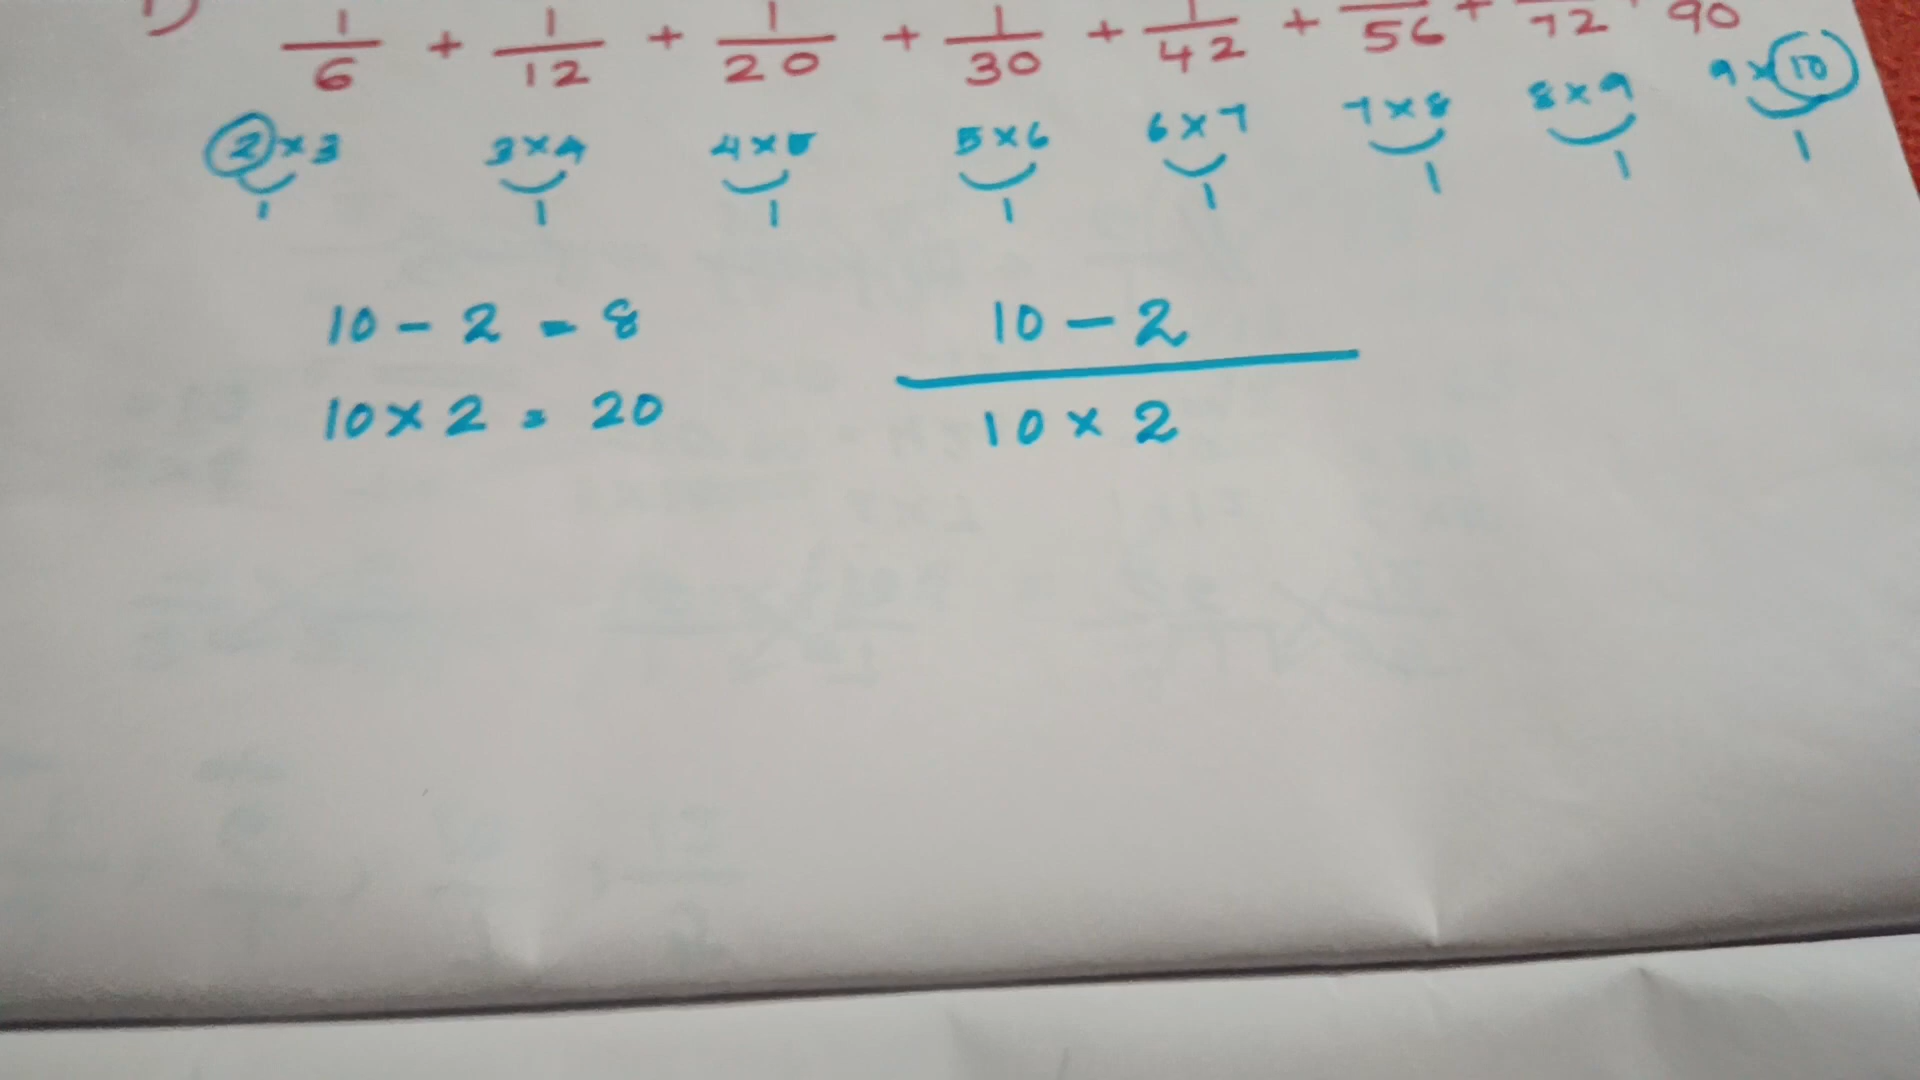 1) 1/6 + 1/12 + 1/20 + 1/30 + 1/42 + /56 + /72 + 90
2×3 3×4 4×5 5×6 6×7 7×8 8×9 9×10
1 1 1 1 1 1 1 1
10 - 2 = 8
10 × 2 = 20
10 - 2
10 × 2